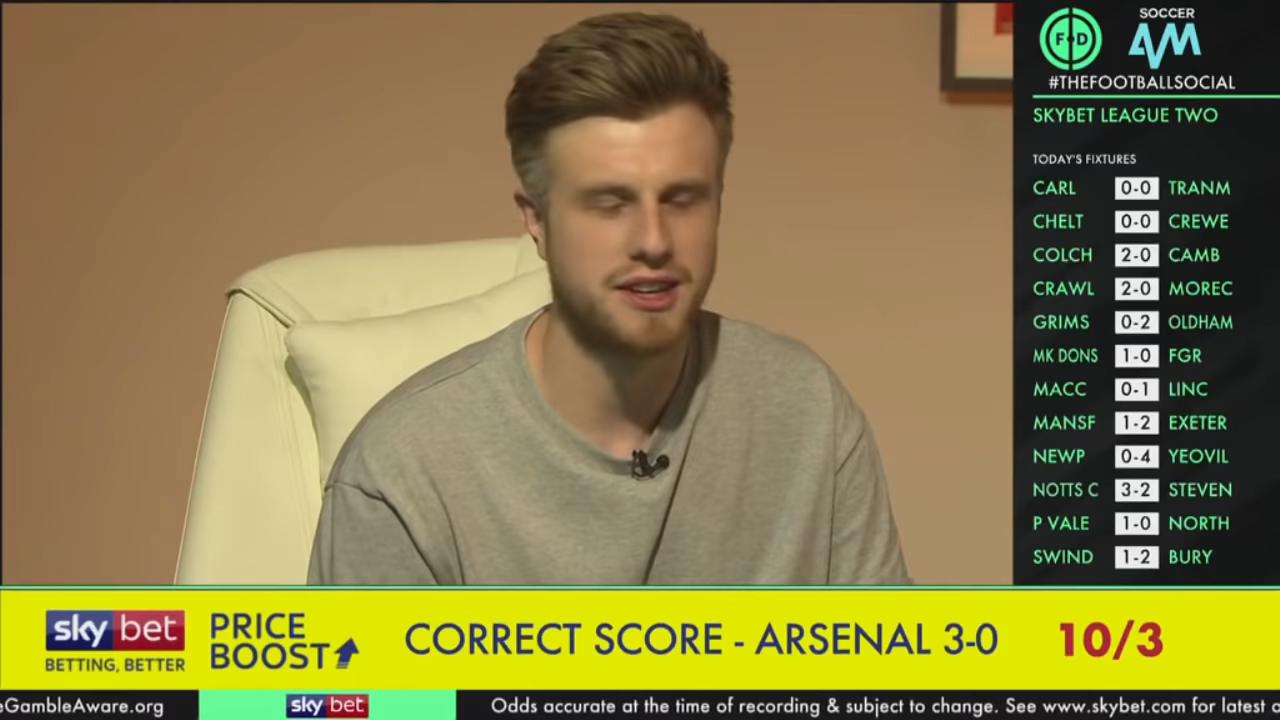 F D
SOCCER
AM
#THEFOOTBALLSOCIAL
SKYBET LEAGUE TWO
TODAY'S FIXTURES
CARL 0-0 TRANM
CHELT 0-0 CREWE
COLCH 2-0 CAMB
CRAWL 2-0 MOREC
GRIMS 0-2 OLDHAM
MK DONS 1-0 FGR
MACC 0-1 LINC
MANSF 1-2 EXETER
NEWP 0-4 YEOVIL
NOTTS C 3-2 STEVEN
P VALE 1-0 NORTH
SWIND 1-2 BURY
sky bet
BETTING, BETTER
PRICE
BOOST
CORRECT SCORE - ARSENAL 3-0 10/3
eGambleAware.org sky bet Odds accurate at the time of recording & subject to change. See www.skybet.com for latest